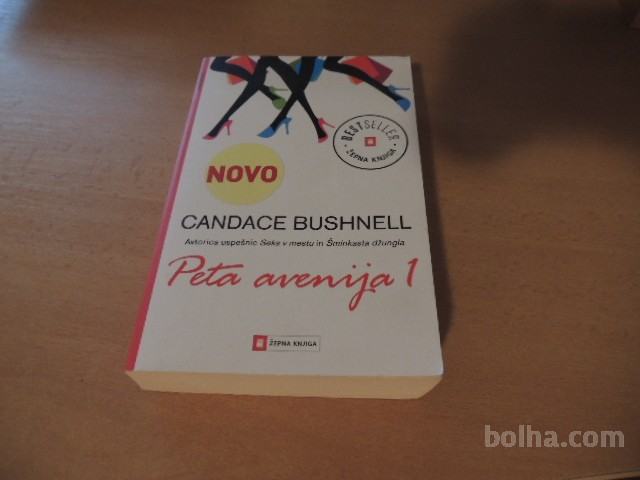 BESTSELLER
ŽEPNA KNJIGA
NOVO
CANDACE BUSHNELL
Avtorica uspešnic Seks v mestu in Šminkasta džungla
Peta avenija 1
ŽEPNA KNJIGA
bolha.com